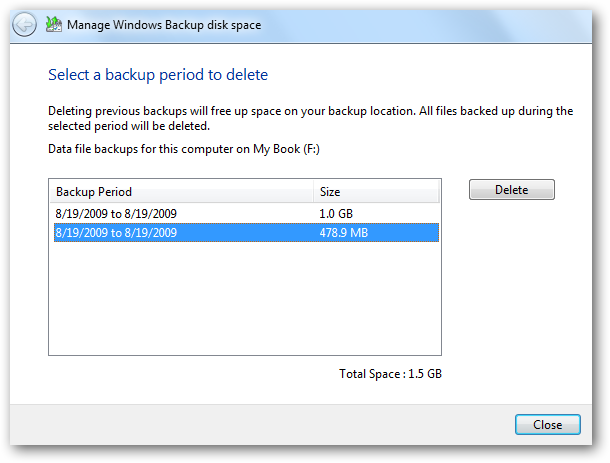 Manage Windows Backup disk space
Select a backup period to delete
Deleting previous backups will free up space on your backup location. All files backed up during the
selected period will be deleted.
Data file backups for this computer on My Book (F:)
Backup Period Size
8/19/2009 to 8/19/2009 1.0 GB
8/19/2009 to 8/19/2009 478.9 MB
Delete
Total Space : 1.5 GB
Close